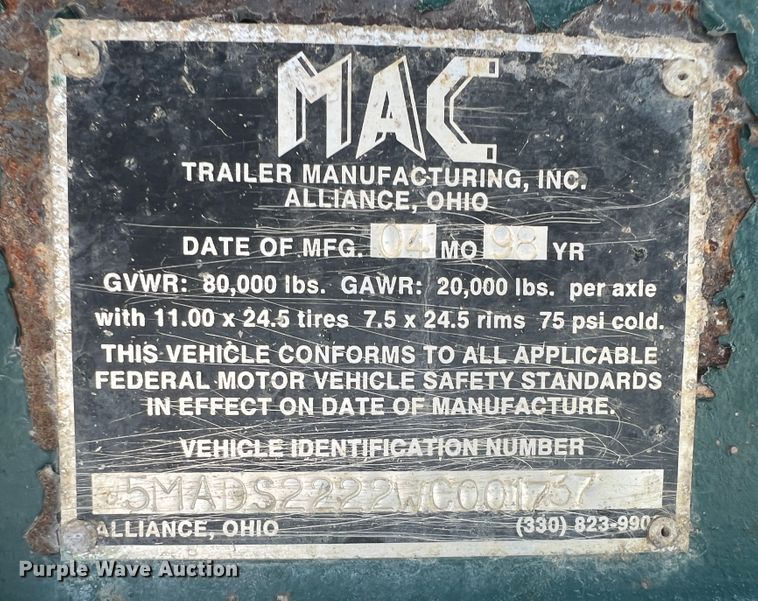 MAC
TRAILER MANUFACTURING, INC.
ALLIANCE, OHIO
DATE OF MFG. 04 MO 98 YR
GVWR: 80,000 lbs. GAWR: 20,000 lbs. per axle
with 11.00 x 24.5 tires 7.5 x 24.5 rims 75 psi cold.
THIS VEHICLE CONFORMS TO ALL APPLICABLE
FEDERAL MOTOR VEHICLE SAFETY STANDARDS
IN EFFECT ON DATE OF MANUFACTURE.
VEHICLE IDENTIFICATION NUMBER
5MADS2222WC001737
ALLIANCE, OHIO (330) 823-990
Purple Wave Auction